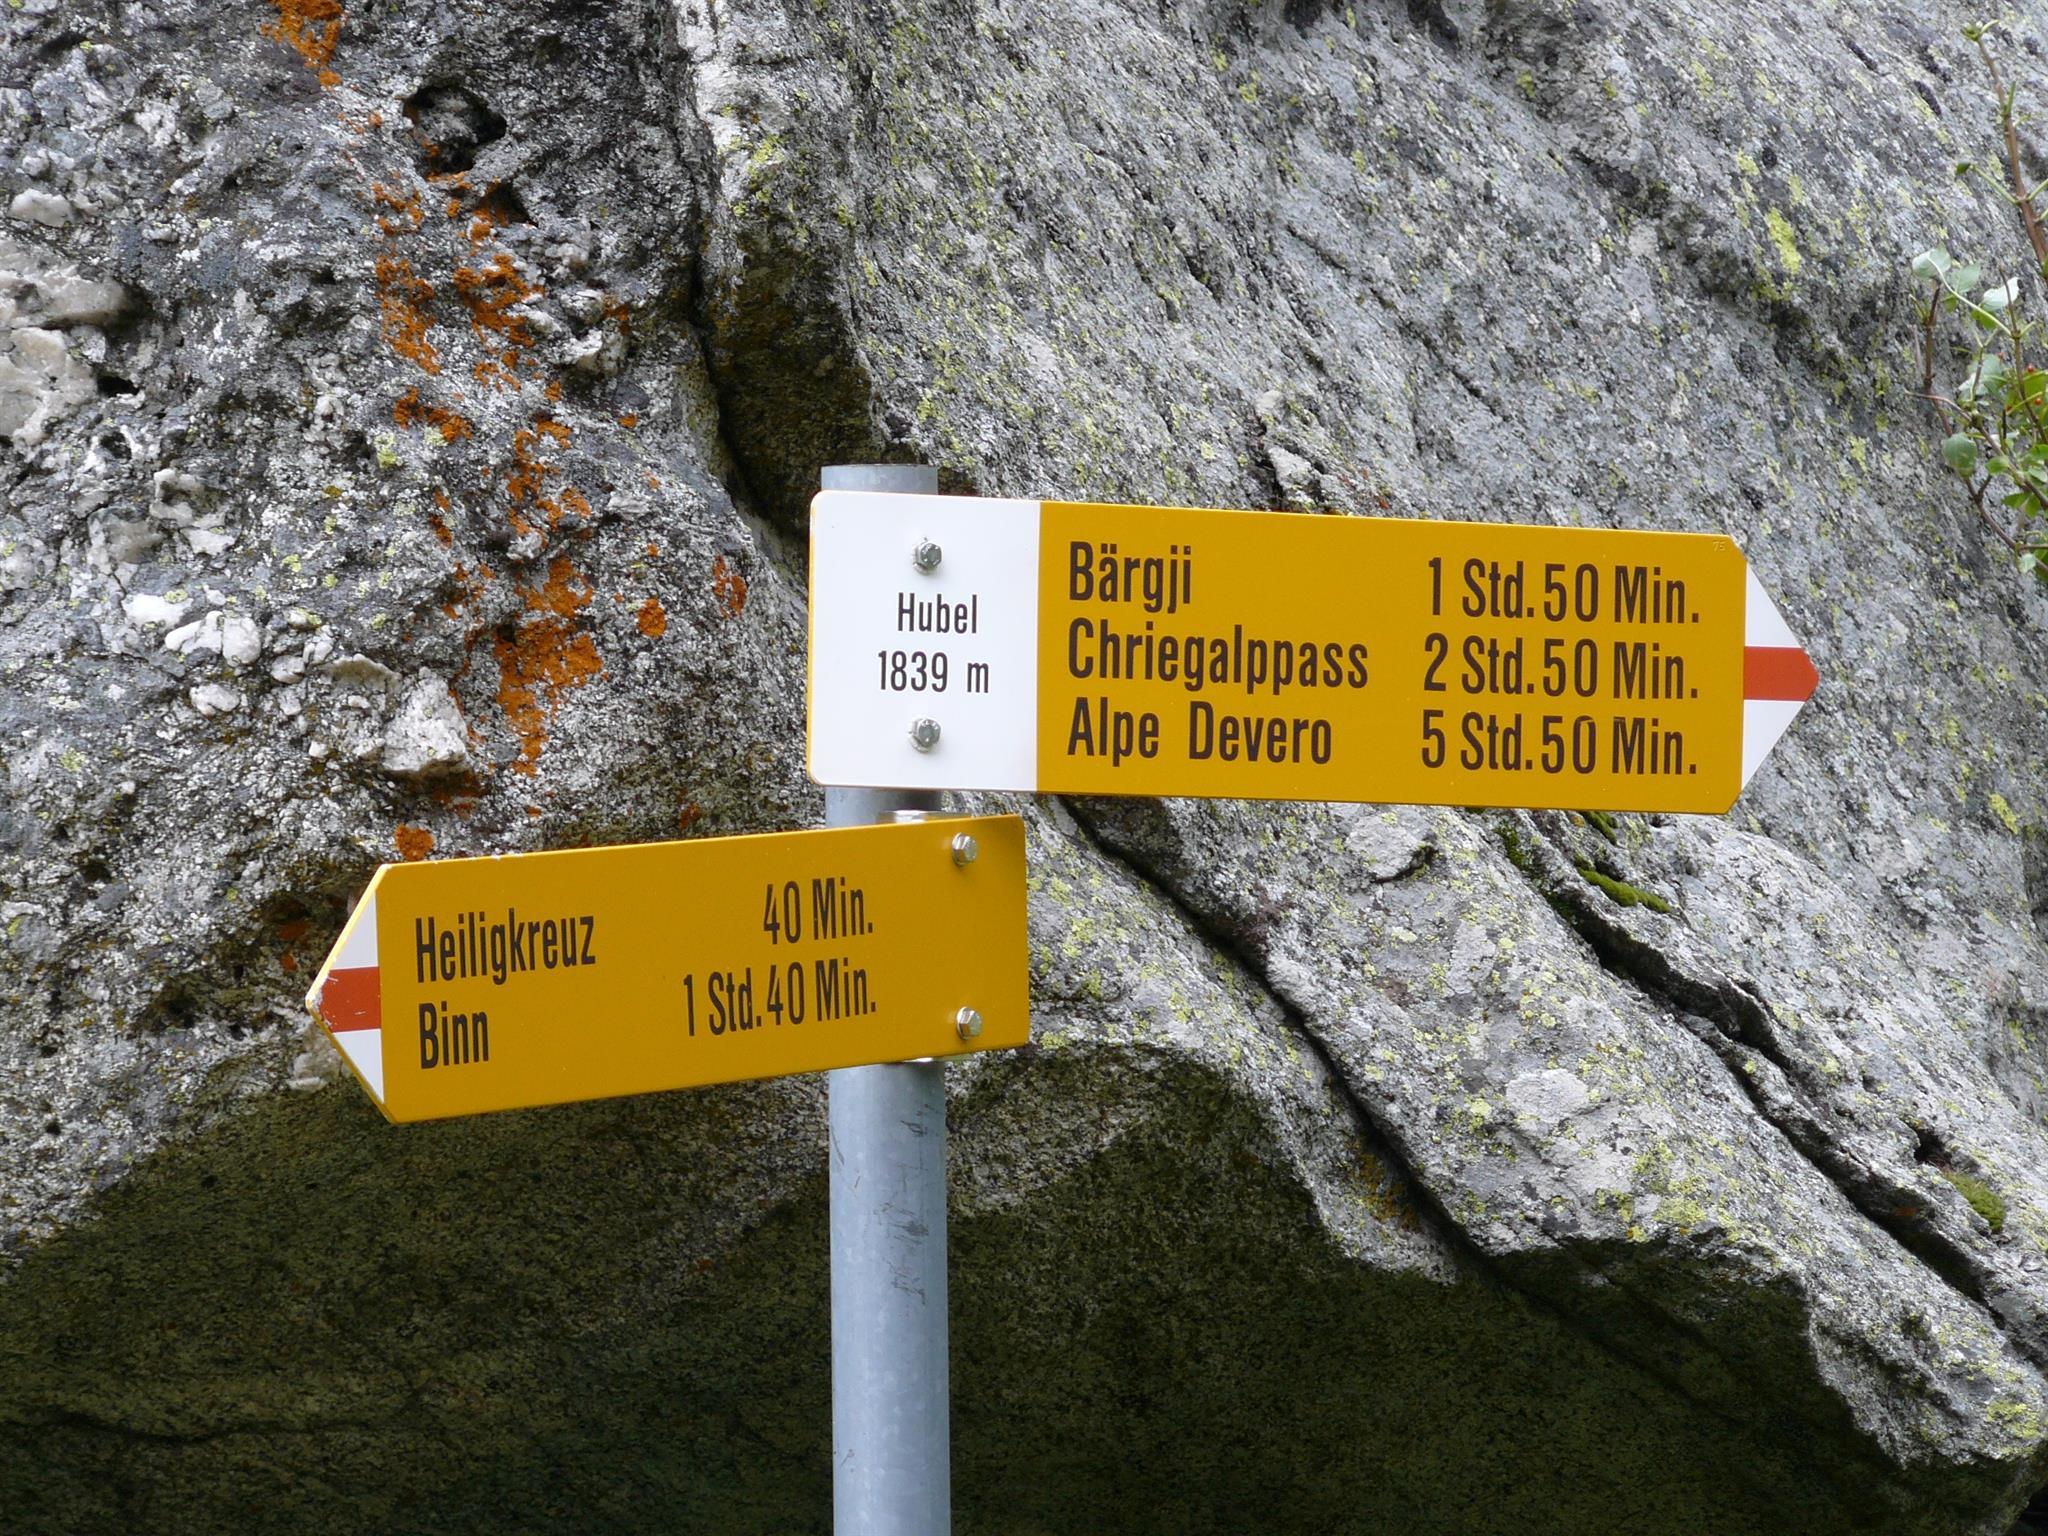 Hubel
1839 m
Bärgji 1 Std. 50 Min.
Chriegalppass 2 Std. 50 Min.
Alpe Devero 5 Std. 50 Min.
Heiligkreuz 40 Min.
Binn 1 Std. 40 Min.